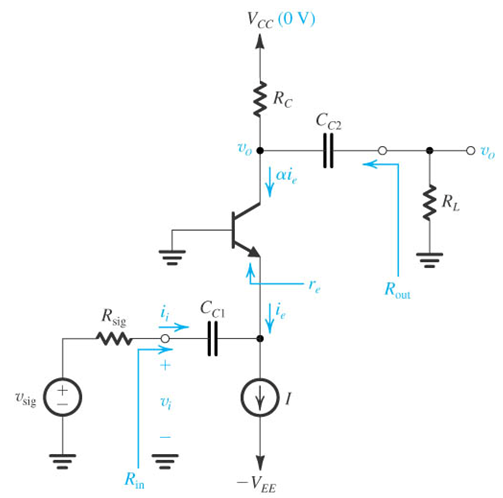 V_CC (0 V)
R_C
C_C2
v_o
v_o
αi_e
R_L
r_e
R_out
R_sig
i_i
C_C1
i_e
+
v_sig
+
−
v_i
I
−
R_in
−V_EE